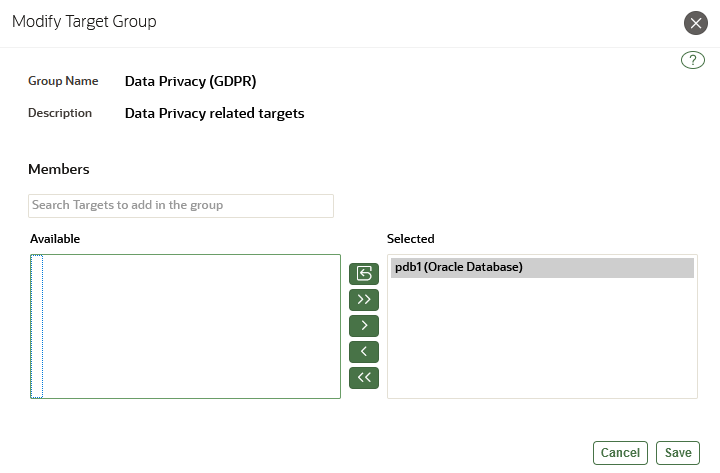 Modify Target Group
?
Group Name Data Privacy (GDPR)
Description Data Privacy related targets
Members
Search Targets to add in the group
Available Selected
pdb1 (Oracle Database)
>>
>
<
<<
Cancel Save